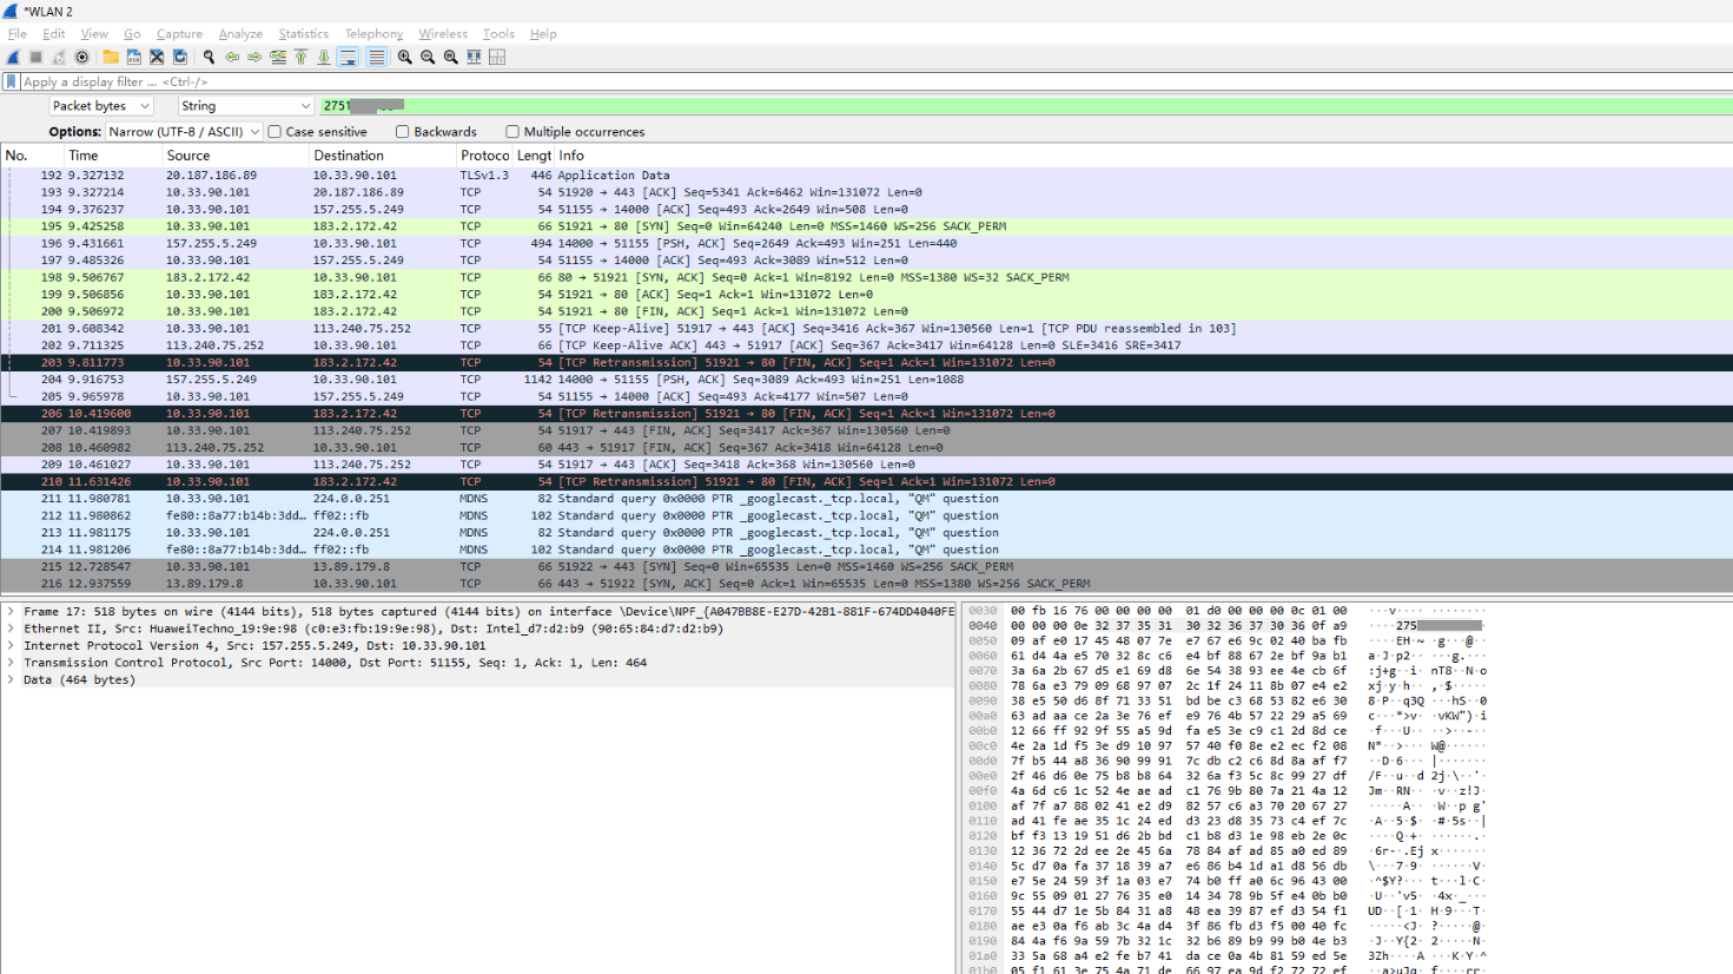 *WLAN 2
File Edit View Go Capture Analyze Statistics Telephony Wireless Tools Help
Apply a display filter ... <Ctrl-/>
Packet bytes String 2751
Options: Narrow (UTF-8 / ASCII) Case sensitive Backwards Multiple occurrences
No. Time Source Destination Protoco Lengt Info
192 9.327132 20.187.186.89 10.33.90.101 TLSv1.3 446 Application Data
193 9.327214 10.33.90.101 20.187.186.89 TCP 54 51920 → 443 [ACK] Seq=5341 Ack=6462 Win=131072 Len=0
194 9.376237 10.33.90.101 157.255.5.249 TCP 54 51155 → 14000 [ACK] Seq=493 Ack=2649 Win=508 Len=0
195 9.425258 10.33.90.101 183.2.172.42 TCP 66 51921 → 80 [SYN] Seq=0 Win=64240 Len=0 MSS=1460 WS=256 SACK_PERM
196 9.431661 157.255.5.249 10.33.90.101 TCP 494 14000 → 51155 [PSH, ACK] Seq=2649 Ack=493 Win=251 Len=440
197 9.485326 10.33.90.101 157.255.5.249 TCP 54 51155 → 14000 [ACK] Seq=493 Ack=3089 Win=512 Len=0
198 9.506767 183.2.172.42 10.33.90.101 TCP 66 80 → 51921 [SYN, ACK] Seq=0 Ack=1 Win=8192 Len=0 MSS=1380 WS=32 SACK_PERM
199 9.506856 10.33.90.101 183.2.172.42 TCP 54 51921 → 80 [ACK] Seq=1 Ack=1 Win=131072 Len=0
200 9.506972 10.33.90.101 183.2.172.42 TCP 54 51921 → 80 [FIN, ACK] Seq=1 Ack=1 Win=131072 Len=0
201 9.608342 10.33.90.101 113.240.75.252 TCP 55 [TCP Keep-Alive] 51917 → 443 [ACK] Seq=3416 Ack=367 Win=130560 Len=1 [TCP PDU reassembled in 103]
202 9.711325 113.240.75.252 10.33.90.101 TCP 66 [TCP Keep-Alive ACK] 443 → 51917 [ACK] Seq=367 Ack=3417 Win=64128 Len=0 SLE=3416 SRE=3417
203 9.811773 10.33.90.101 183.2.172.42 TCP 54 [TCP Retransmission] 51921 → 80 [FIN, ACK] Seq=1 Ack=1 Win=131072 Len=0
204 9.916753 157.255.5.249 10.33.90.101 TCP 1142 14000 → 51155 [PSH, ACK] Seq=3089 Ack=493 Win=251 Len=1088
205 9.965978 10.33.90.101 157.255.5.249 TCP 54 51155 → 14000 [ACK] Seq=493 Ack=4177 Win=507 Len=0
206 10.419600 10.33.90.101 183.2.172.42 TCP 54 [TCP Retransmission] 51921 → 80 [FIN, ACK] Seq=1 Ack=1 Win=131072 Len=0
207 10.419893 10.33.90.101 113.240.75.252 TCP 54 51917 → 443 [FIN, ACK] Seq=3417 Ack=367 Win=130560 Len=0
208 10.460982 113.240.75.252 10.33.90.101 TCP 60 443 → 51917 [FIN, ACK] Seq=367 Ack=3418 Win=64128 Len=0
209 10.461027 10.33.90.101 113.240.75.252 TCP 54 51917 → 443 [ACK] Seq=3418 Ack=368 Win=130560 Len=0
210 11.631426 10.33.90.101 183.2.172.42 TCP 54 [TCP Retransmission] 51921 → 80 [FIN, ACK] Seq=1 Ack=1 Win=131072 Len=0
211 11.980781 10.33.90.101 224.0.0.251 MDNS 82 Standard query 0x0000 PTR _googlecast._tcp.local, "QM" question
212 11.980862 fe80::8a77:b14b:3dd… ff02::fb MDNS 102 Standard query 0x0000 PTR _googlecast._tcp.local, "QM" question
213 11.981175 10.33.90.101 224.0.0.251 MDNS 82 Standard query 0x0000 PTR _googlecast._tcp.local, "QM" question
214 11.981206 fe80::8a77:b14b:3dd… ff02::fb MDNS 102 Standard query 0x0000 PTR _googlecast._tcp.local, "QM" question
215 12.728547 10.33.90.101 13.89.179.8 TCP 66 51922 → 443 [SYN] Seq=0 Win=65535 Len=0 MSS=1460 WS=256 SACK_PERM
216 12.937559 13.89.179.8 10.33.90.101 TCP 66 443 → 51922 [SYN, ACK] Seq=0 Ack=1 Win=65535 Len=0 MSS=1380 WS=256 SACK_PERM
Frame 17: 518 bytes on wire (4144 bits), 518 bytes captured (4144 bits) on interface \Device\NPF_{A047BB8E-E27D-42B1-881F-674DD4040FE
Ethernet II, Src: HuaweiTechno_19:9e:98 (c0:e3:fb:19:9e:98), Dst: Intel_d7:d2:b9 (90:65:84:d7:d2:b9)
Internet Protocol Version 4, Src: 157.255.5.249, Dst: 10.33.90.101
Transmission Control Protocol, Src Port: 14000, Dst Port: 51155, Seq: 1, Ack: 1, Len: 464
Data (464 bytes)
0030 00 fb 16 76 00 00 00 00 01 d0 00 00 00 0c 01 00 ···v···· ········
0040 00 00 00 0e 32 37 35 31 30 32 36 37 30 36 0f a9 ····275
0050 09 af e0 17 45 48 07 7e e7 67 e6 9c 02 40 ba fb ····EH·~ ·g···@··
0060 61 d4 4a e5 70 32 8c c6 e4 bf 88 67 2e bf 9a b1 a·J·p2·· ···g.···
0070 3a 6a 2b 67 d5 e1 69 d8 6e 54 38 93 ee 4e cb 6f :j+g··i· nT8··N·o
0080 78 6a e3 79 09 68 97 07 2c 1f 24 11 8b 07 e4 e2 xj·y·h·· ,·$·····
0090 38 e5 50 d6 8f 71 33 51 bd be c3 68 53 82 e6 30 8·P··q3Q ···hS··0
00a0 63 ad aa ce 2a 3e 76 ef e9 76 4b 57 22 29 a5 69 c···*>v· ·vKW")·i
00b0 12 66 ff 92 9f 55 a5 9d fa e5 3e c9 c1 2d 8d ce ·f···U·· ··>··-··
00c0 4e 2a 1d f5 3e d9 10 97 57 40 f0 8e e2 ec f2 08 N*··>··· W@······
00d0 7f b5 44 a8 36 90 99 91 7c db c2 c6 8d 8a af f7 ··D·6··· |·······
00e0 2f 46 d6 0e 75 b8 b8 64 32 6a f3 5c 8c 99 27 df /F··u··d 2j·\··'·
00f0 4a 6d c6 1c 52 4e ae ad c1 76 9b 80 7a 21 4a 12 Jm··RN·· ·v··z!J·
0100 af 7f a7 88 02 41 e2 d9 82 57 c6 a3 70 20 67 27 ·····A·· ·W··p g'
0110 ad 41 fe ae 35 1c 24 ed d3 23 d8 35 73 c4 ef 7c ·A··5·$· ·#·5s··|
0120 bf f3 13 19 51 d6 2b bd c1 b8 d3 1e 98 eb 2e 0c ····Q·+· ······.·
0130 12 36 72 2d ee 2e 45 6a 78 84 af ad 85 a0 ed 89 ·6r-·.Ej x·······
0140 5c d7 0a fa 37 18 39 a7 e6 86 b4 1d a1 d8 56 db \···7·9· ······V·
0150 e7 5e 24 59 3f 1a 03 e7 74 b0 ff a0 6c 96 43 00 ·^$Y?··· t···l·C·
0160 9c 55 09 01 27 76 35 e0 14 34 78 9b 5f e4 0b b0 ·U··'v5· ·4x·_···
0170 55 44 d7 1e 5b 84 31 a8 48 ea 39 87 ef d3 54 f1 UD··[·1· H·9···T·
0180 ae e3 0a f6 ab 3c 4a d4 3f 86 fb d3 f5 00 40 fc ·····<J· ?·····@·
0190 84 4a f6 9a 59 7b 32 1c 32 b6 89 b9 99 b0 4e b3 ·J··Y{2· 2·····N·
01a0 33 5a 68 a4 e2 fe b7 41 da ce 0a 4b 81 59 ed 5e 3Zh····A ···K·Y·^
01b0 05 f1 61 3e 75 4a 71 de 66 97 ea 9d f2 72 72 ef ··a>uJq· f····rr·